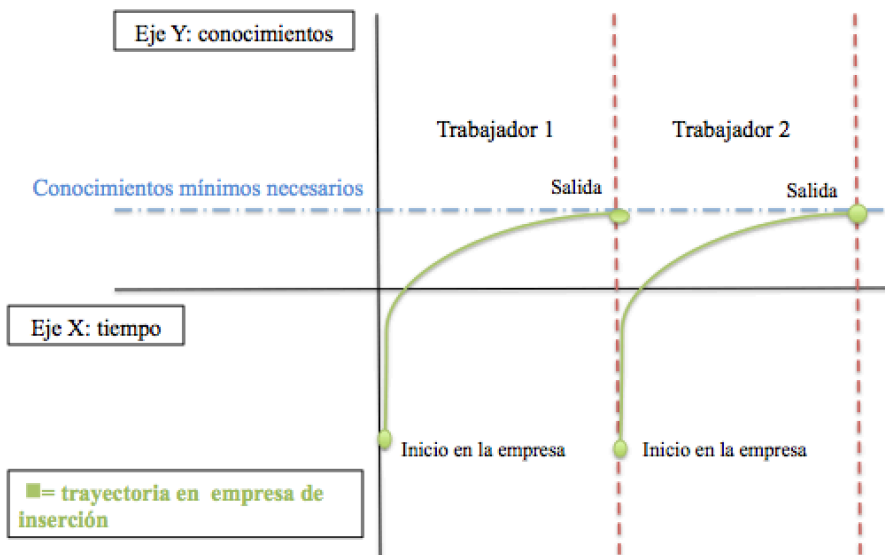 Eje Y: conocimientos
Trabajador 1
Trabajador 2
Conocimientos mínimos necesarios
Salida
Salida
Eje X: tiempo
Inicio en la empresa
Inicio en la empresa
= trayectoria en empresa de
inserción